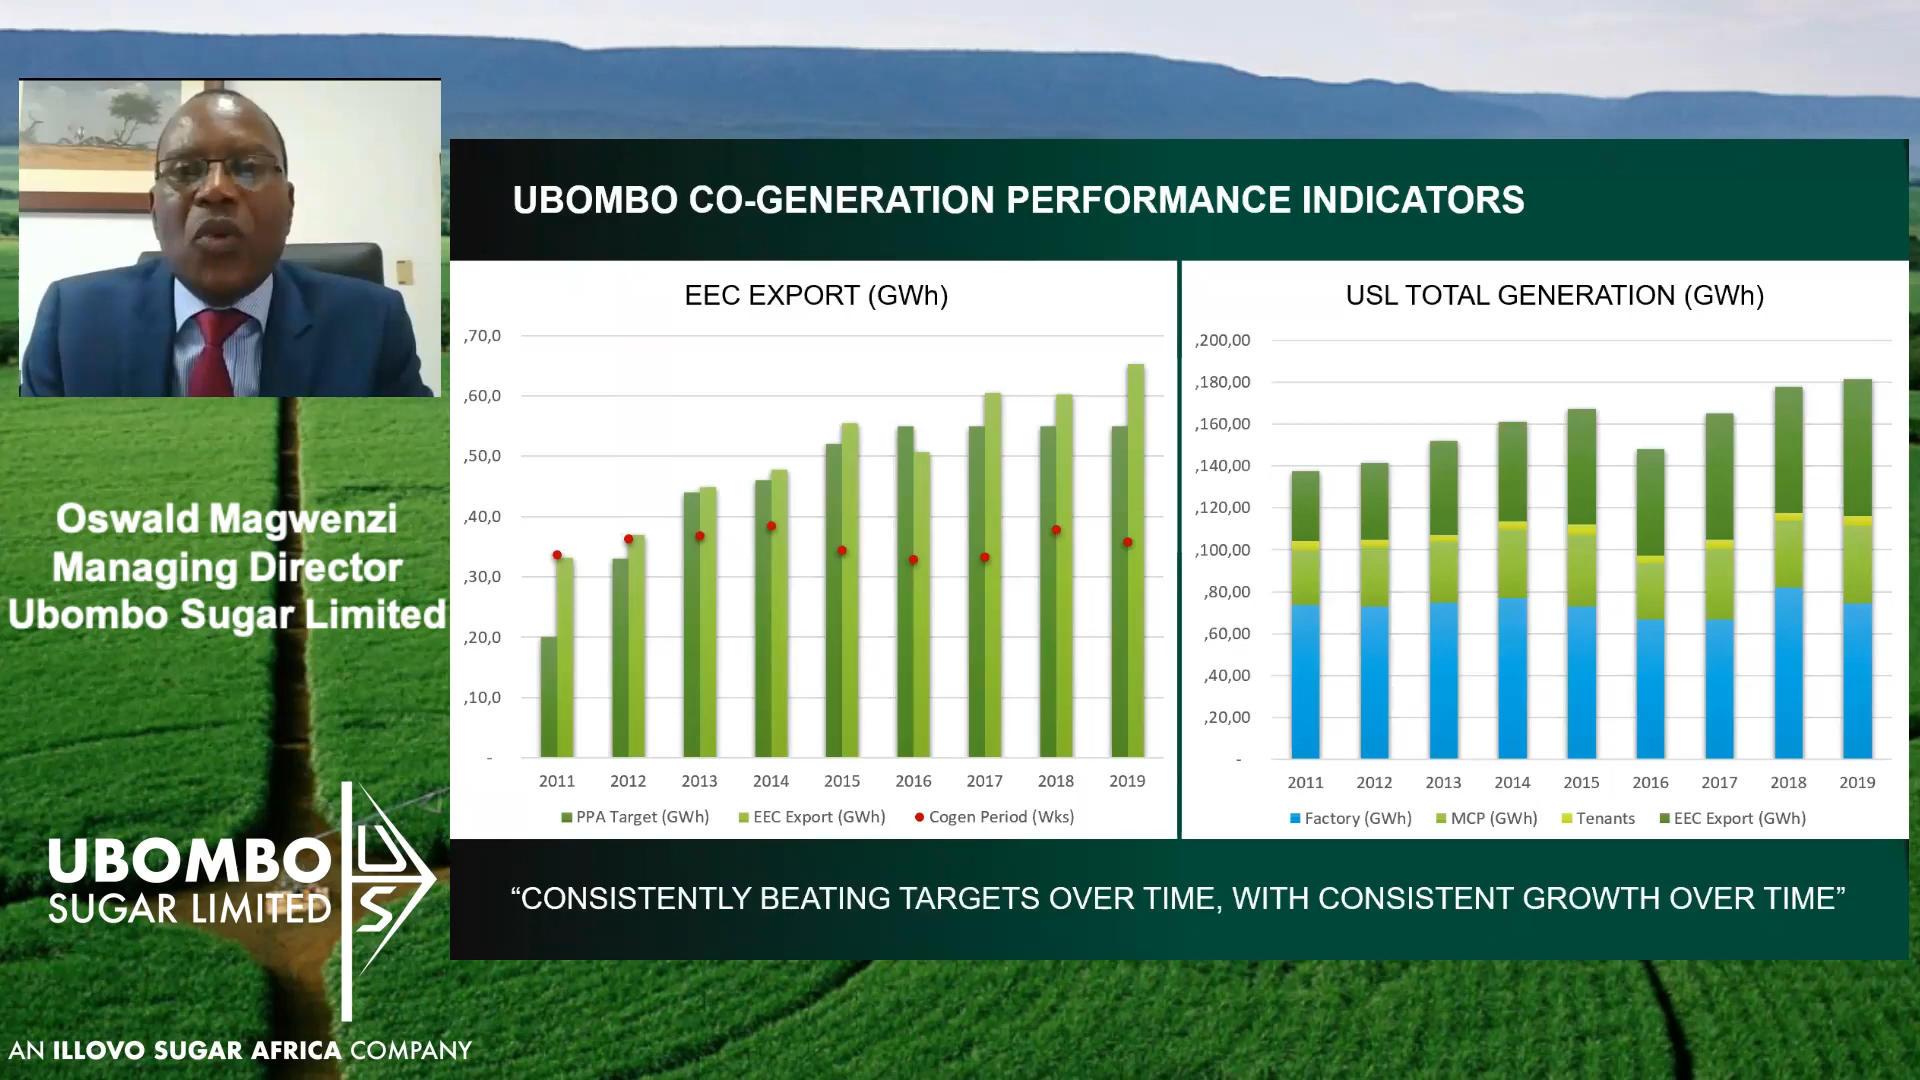 UBOMBO CO-GENERATION PERFORMANCE INDICATORS
EEC EXPORT (GWh)
,70,0
,60,0
,50,0
,40,0
,30,0
,20,0
,10,0
-
2011 2012 2013 2014 2015 2016 2017 2018 2019
PPA Target (GWh) EEC Export (GWh) Cogen Period (Wks)
USL TOTAL GENERATION (GWh)
,200,00
,180,00
,160,00
,140,00
,120,00
,100,00
,80,00
,60,00
,40,00
,20,00
-
2011 2012 2013 2014 2015 2016 2017 2018 2019
Factory (GWh) MCP (GWh) Tenants EEC Export (GWh)
“CONSISTENTLY BEATING TARGETS OVER TIME, WITH CONSISTENT GROWTH OVER TIME”
Oswald Magwenzi
Managing Director
Ubombo Sugar Limited
UBOMBO
SUGAR LIMITED
US
AN ILLOVO SUGAR AFRICA COMPANY